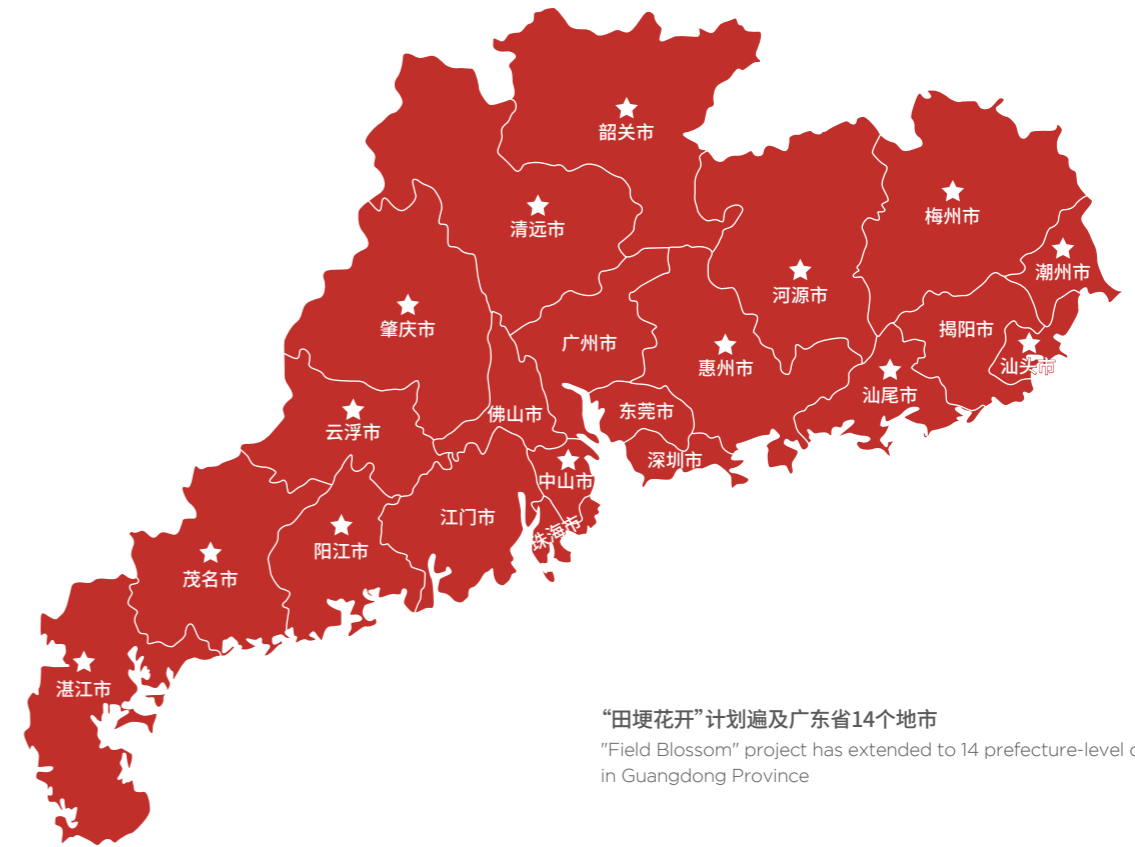 韶关市
清远市
梅州市
潮州市
河源市
肇庆市
揭阳市
广州市
惠州市
汕头市
汕尾市
佛山市
东莞市
云浮市
深圳市
中山市
江门市
珠海市
阳江市
茂名市
湛江市
“田埂花开”计划遍及广东省14个地市
"Field Blossom" project has extended to 14 prefecture-level
in Guangdong Province